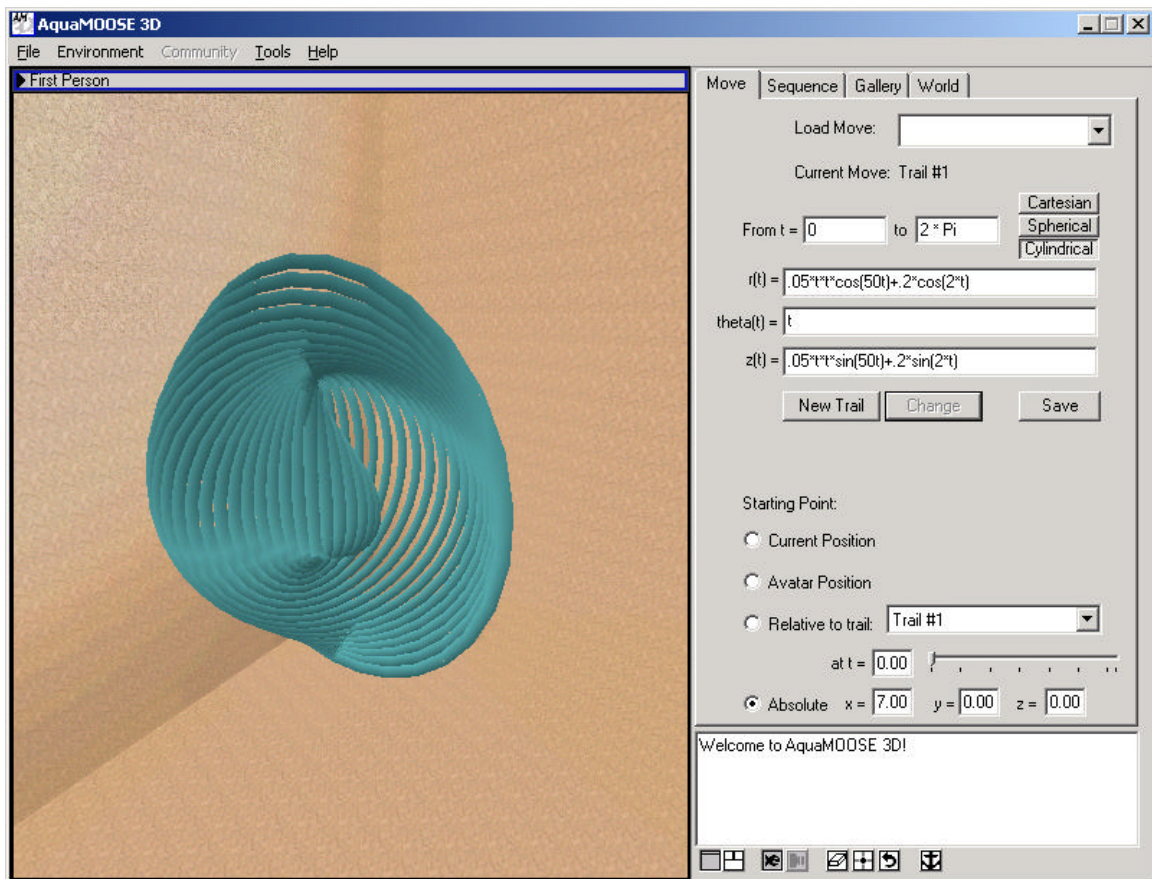 AquaMOOSE 3D
File Environment Community Tools Help
First Person
Move Sequence Gallery World
Load Move:
Current Move: Trail #1
Cartesian
From t = 0 to 2 * Pi
Spherical
Cylindrical
r(t) = .05*t*t*cos(50t)+.2*cos(2*t)
theta(t) = t
z(t) = .05*t*t*sin(50t)+.2*sin(2*t)
New Trail Change Save
Starting Point:
Current Position
Avatar Position
Relative to trail: Trail #1
at t = 0.00
Absolute x = 7.00 y = 0.00 z = 0.00
Welcome to AquaMOOSE 3D!